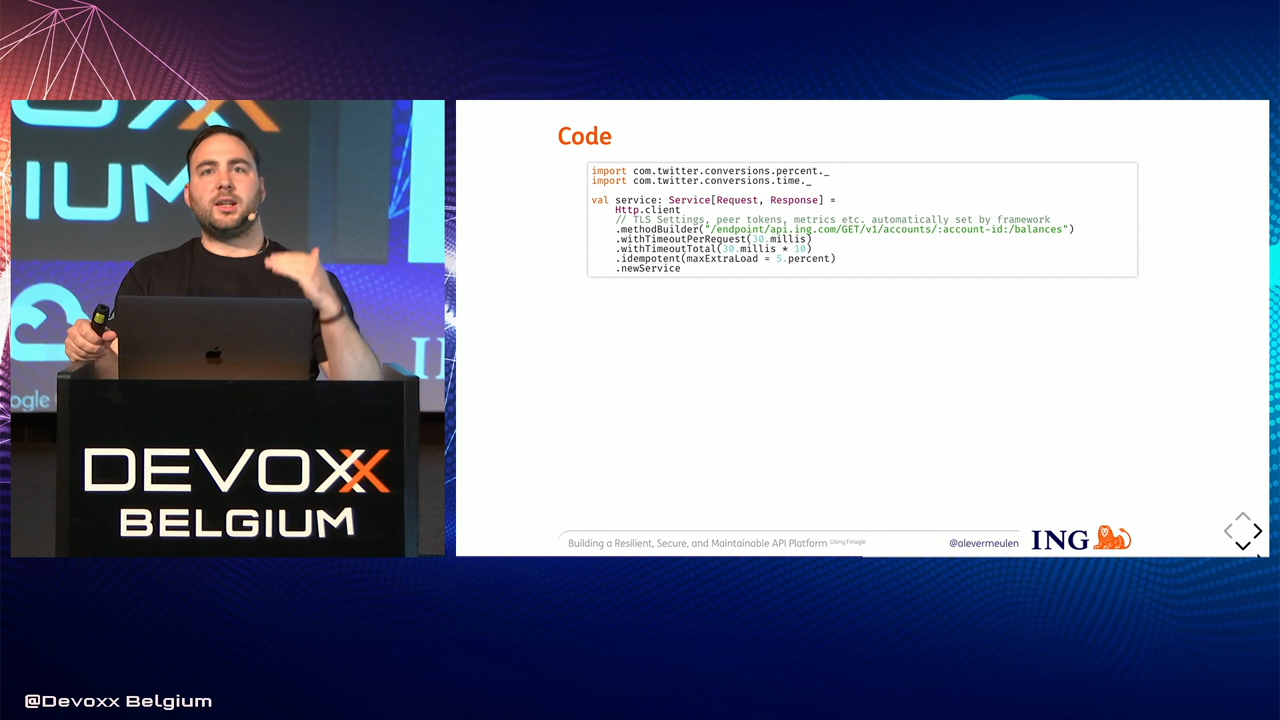 BELGIUM
ogle
DEVOXX
BELGIUM
Code
import com.twitter.conversions.percent._
import com.twitter.conversions.time._
val service: Service[Request, Response] =
Http.client
// TLS Settings, peer tokens, metrics etc. automatically set by framework
.methodBuilder("/endpoint/api.ing.com/GET/v1/accounts/:account-id:/balances")
.withTimeoutPerRequest(30.millis)
.withTimeoutTotal(30.millis * 10)
.idempotent(maxExtraLoad = 5.percent)
.newService
Building a Resilient, Secure, and Maintainable API Platform Using Finagle
@alevermeulen
ING
@Devoxx Belgium